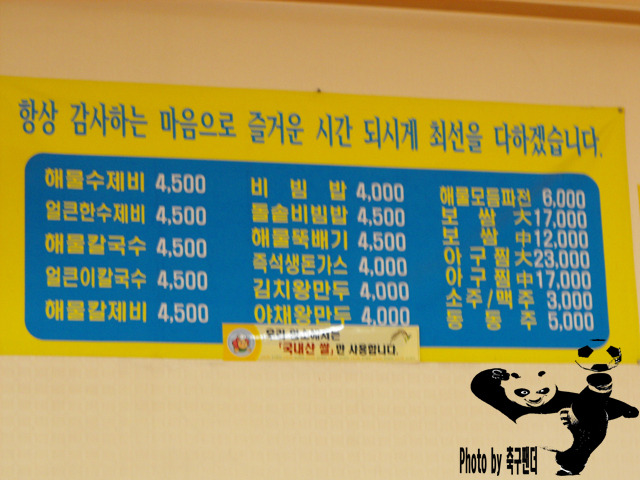 항상 감사하는 마음으로 즐거운 시간 되시게 최선을 다하겠습니다.
해물수제비 4,500
얼큰한수제비 4,500
해물칼국수 4,500
얼큰이칼국수 4,500
해물칼제비 4,500
비빔밥 4,000
돌솥비빔밥 4,500
해물뚝배기 4,500
즉석생돈가스 4,000
김치왕만두 4,000
야채왕만두 4,000
해물모듬파전 6,000
보쌈 大 17,000
보쌈 中 12,000
아구찜 大 23,000
아구찜 中 17,000
소주/맥주 3,000
동동주 5,000
우리 업소에서는
「국내산 쌀」만 사용합니다.
Photo by 축구팬더